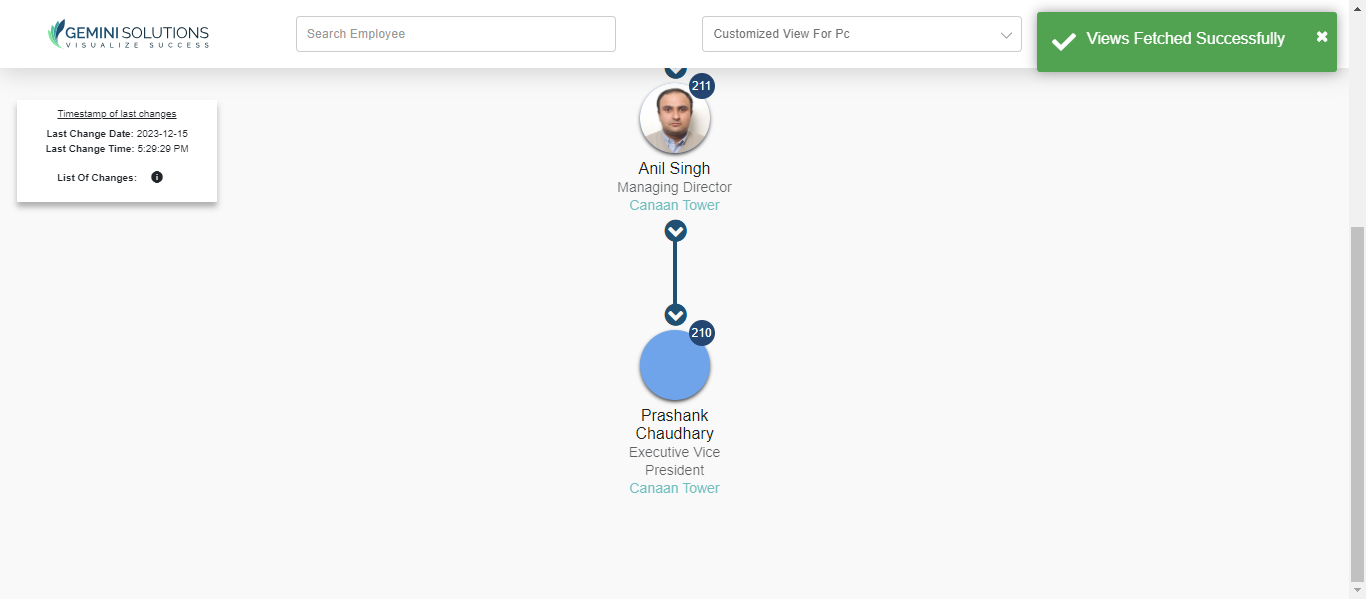 GEMINI SOLUTIONS
VISUALIZE SUCCESS
Search Employee
Customized View For Pc
Views Fetched Successfully
Timestamp of last changes
Last Change Date: 2023-12-15
Last Change Time: 5:29:29 PM
List Of Changes:
211
Anil Singh
Managing Director
Canaan Tower
210
Prashank
Chaudhary
Executive Vice
President
Canaan Tower